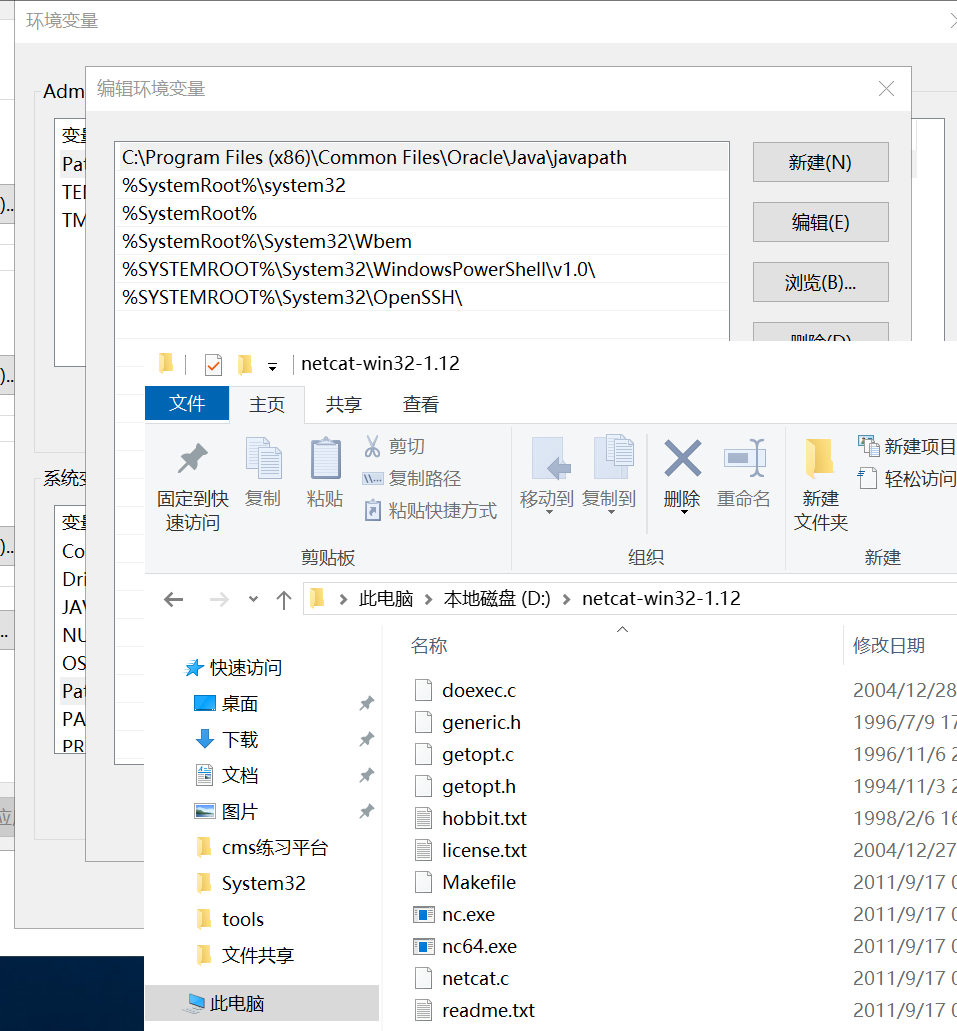 环境变量
编辑环境变量
Adm
变量
Pat
TE
TM
C:\Program Files (x86)\Common Files\Oracle\Java\javapath
%SystemRoot%\system32
%SystemRoot%
%SystemRoot%\System32\Wbem
%SYSTEMROOT%\System32\WindowsPowerShell\v1.0\
%SYSTEMROOT%\System32\OpenSSH\
新建(N)
编辑(E)
浏览(B)...
删除(D)
系统变
变量
Co
Dri
JAV
NU
OS
Pat
PA
PR
netcat-win32-1.12
文件 主页 共享 查看
固定到快
速访问
复制
粘贴
剪切
复制路径
粘贴快捷方式
剪贴板
移动到 复制到 删除 重命名
组织
新建
文件夹
新建项目
轻松访问
新建
此电脑 本地磁盘 (D:) netcat-win32-1.12
快速访问
桌面
下载
文档
图片
cms练习平台
System32
tools
文件共享
此电脑
名称 修改日期
doexec.c 2004/12/28
generic.h 1996/7/9 17
getopt.c 1996/11/6 2
getopt.h 1994/11/3 2
hobbit.txt 1998/2/6 16
license.txt 2004/12/27
Makefile 2011/9/17 0
nc.exe 2011/9/17 0
nc64.exe 2011/9/17 0
netcat.c 2011/9/17 0
readme.txt 2011/9/17 0